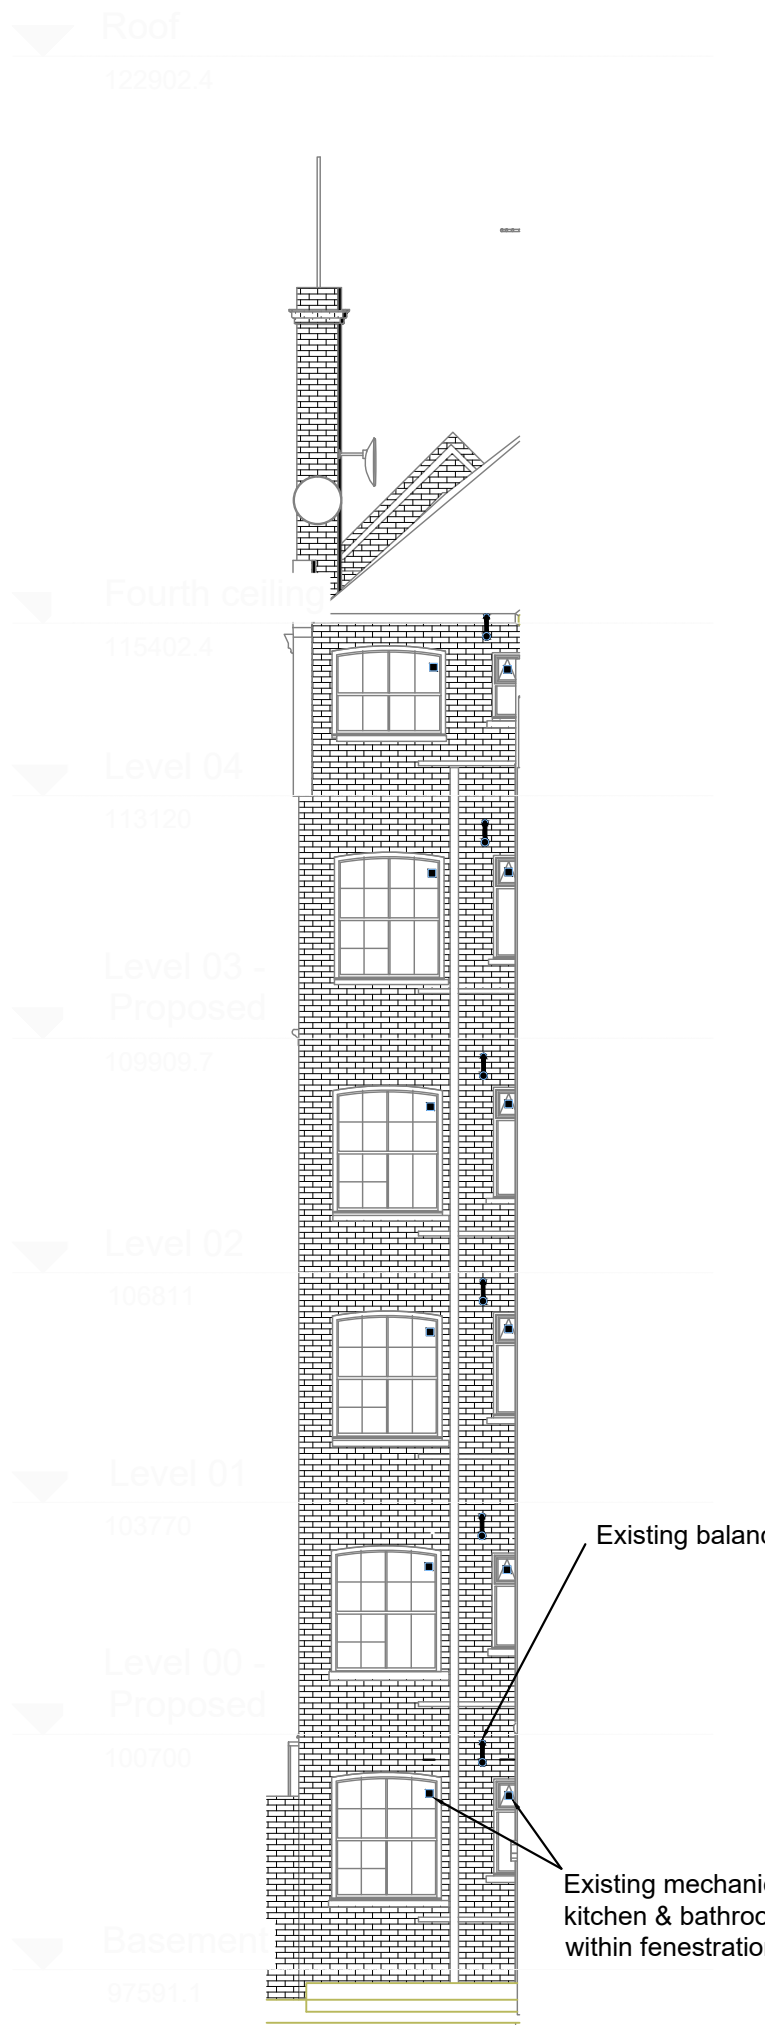 Roof
122902.4
Fourth ceiling
115402.4
Level 04
113120
Level 03 -
Proposed
109909.7
Level 02
106811
Level 01
103770
Existing balanc
Level 00 -
Proposed
100700
Existing mechani
kitchen & bathroo
within fenestration
Basement
97591.1